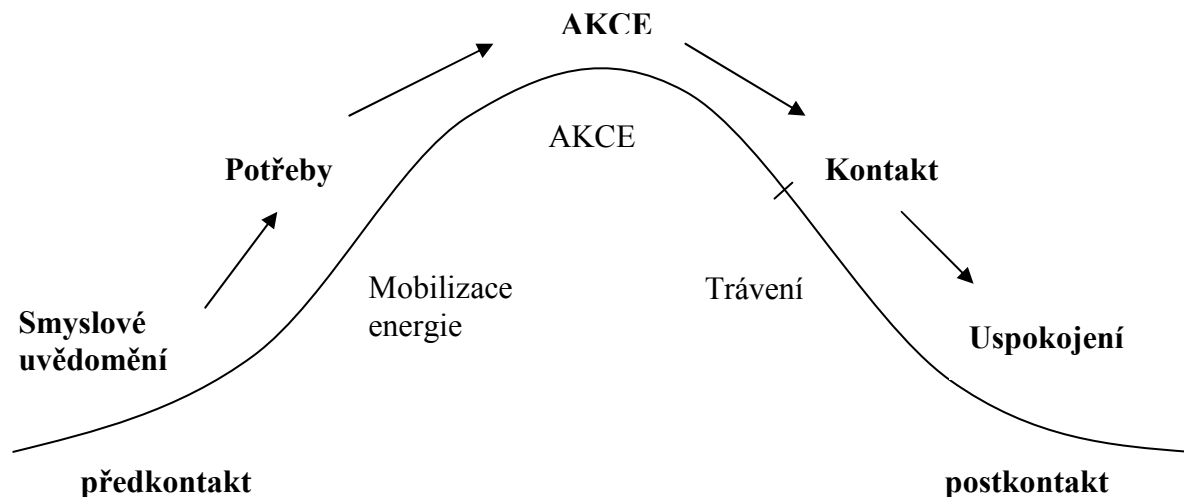 AKCE
AKCE
Potřeby
Kontakt
Mobilizace
energie
Trávení
Smyslové
uvědomění
Uspokojení
předkontakt
postkontakt